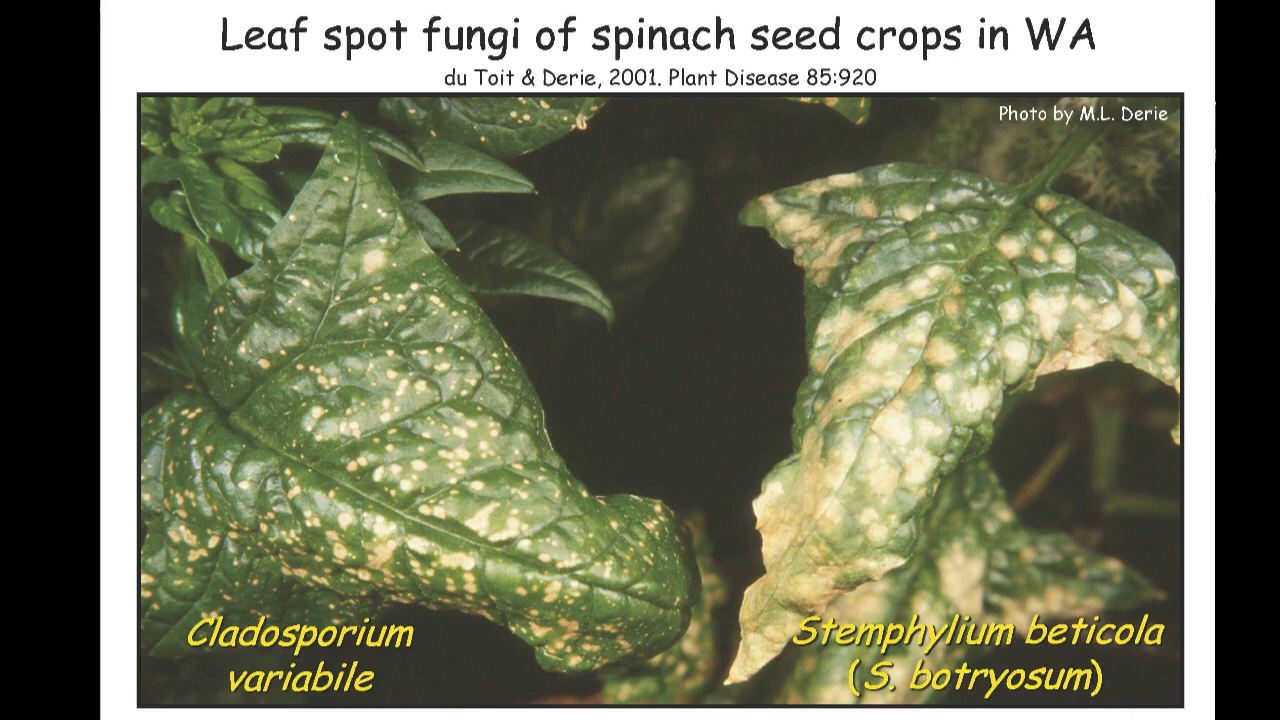 Leaf spot fungi of spinach seed crops in WA
du Toit & Derie, 2001. Plant Disease 85:920
Photo by M.L. Derie
Cladosporium
variabile
Stemphylium beticola
(S. botryosum)